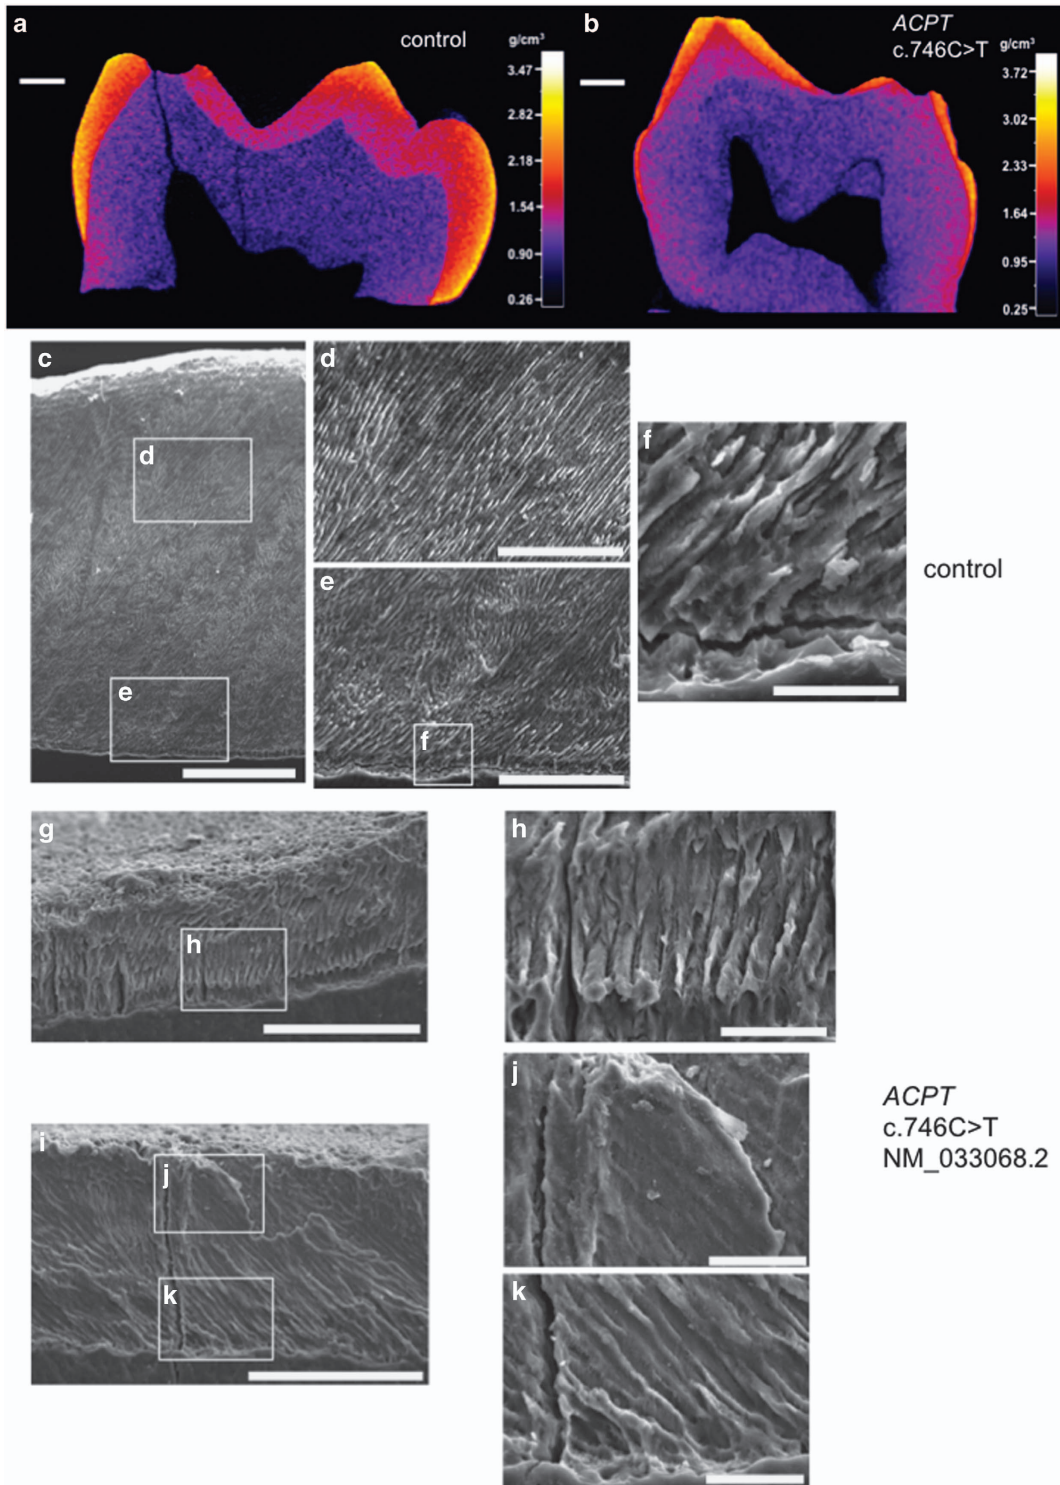 a
control
g/cm³
3.47
2.82
2.18
1.54
0.90
0.26
b
ACPT
c.746C>T
g/cm³
3.72
3.02
2.33
1.64
0.95
0.25
c
d
e
d
e
f
f
control
g
h
h
i
j
k
j
k
ACPT
c.746C>T
NM_033068.2